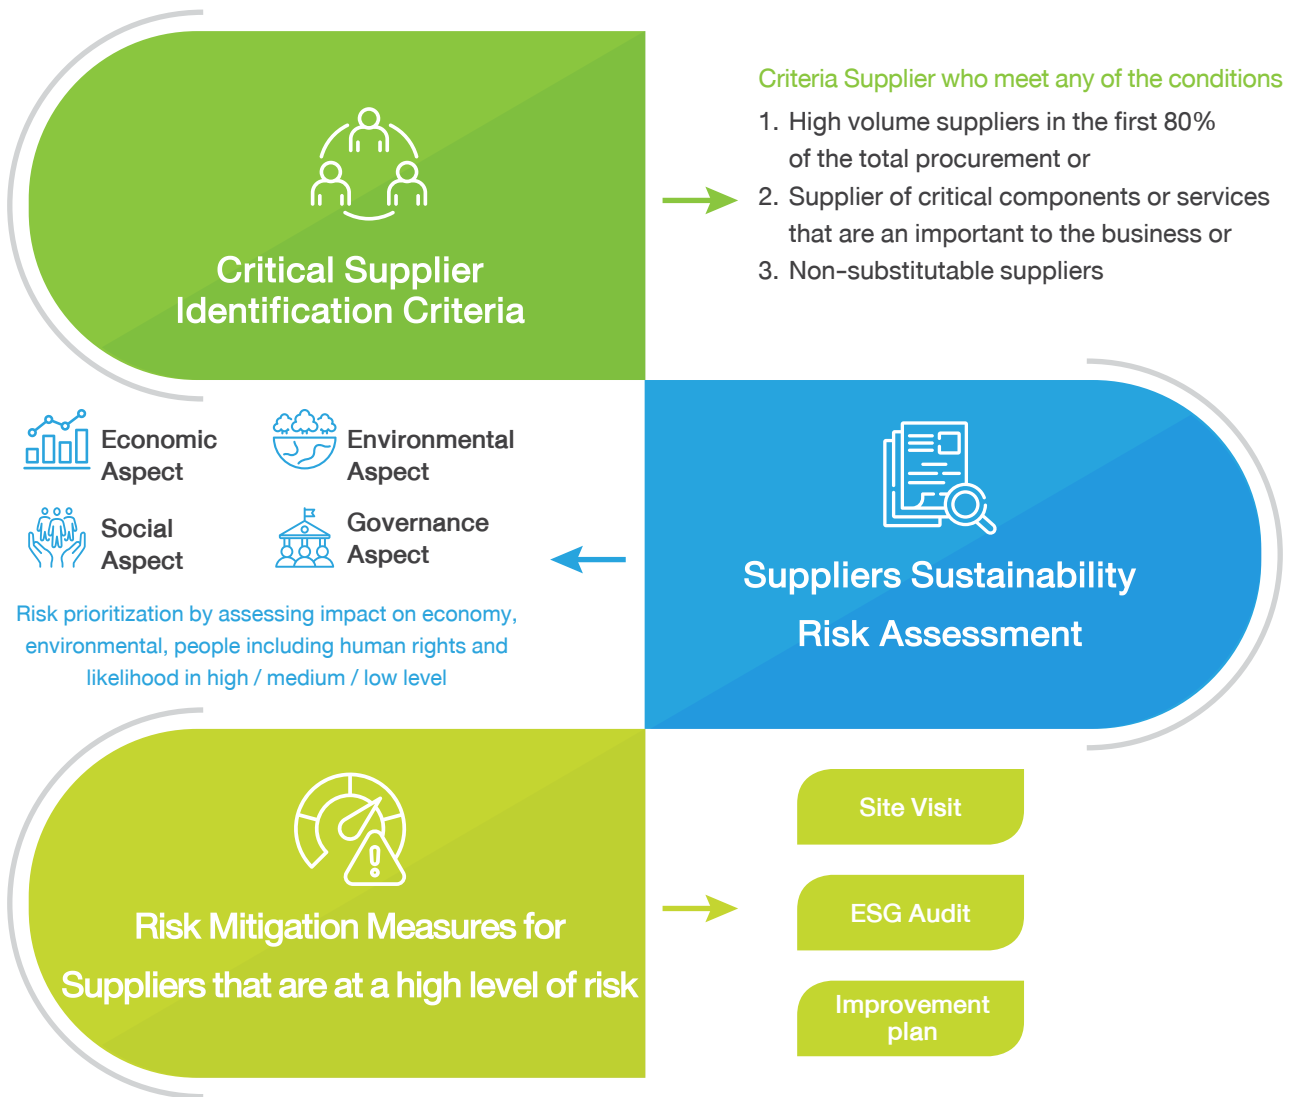 Critical Supplier
Identification Criteria
Criteria Supplier who meet any of the conditions
1. High volume suppliers in the first 80%
of the total procurement or
2. Supplier of critical components or services
that are an important to the business or
3. Non-substitutable suppliers
Suppliers Sustainability
Risk Assessment
Economic
Aspect
Environmental
Aspect
Social
Aspect
Governance
Aspect
Risk prioritization by assessing impact on economy,
environmental, people including human rights and
likelihood in high / medium / low level
Risk Mitigation Measures for
Suppliers that are at a high level of risk
Site Visit
ESG Audit
Improvement
plan